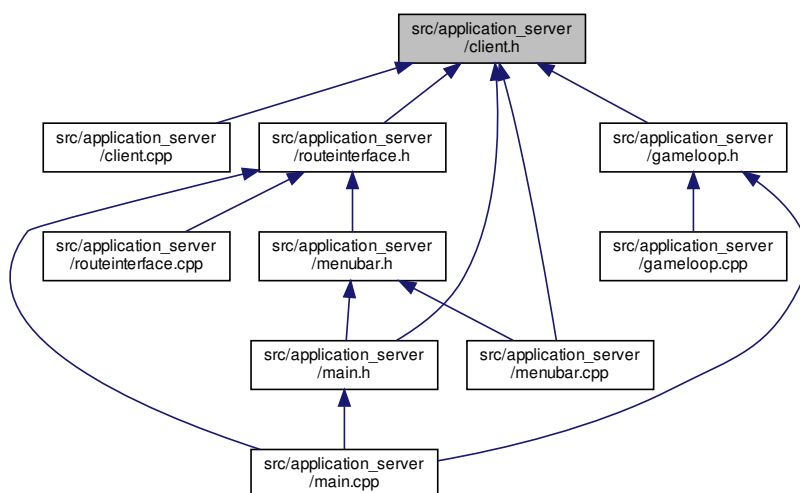 src/application_server
/client.h
src/application_server
/client.cpp
src/application_server
/routeinterface.h
src/application_server
/gameloop.h
src/application_server
/routeinterface.cpp
src/application_server
/menubar.h
src/application_server
/gameloop.cpp
src/application_server
/main.h
src/application_server
/menubar.cpp
src/application_server
/main.cpp